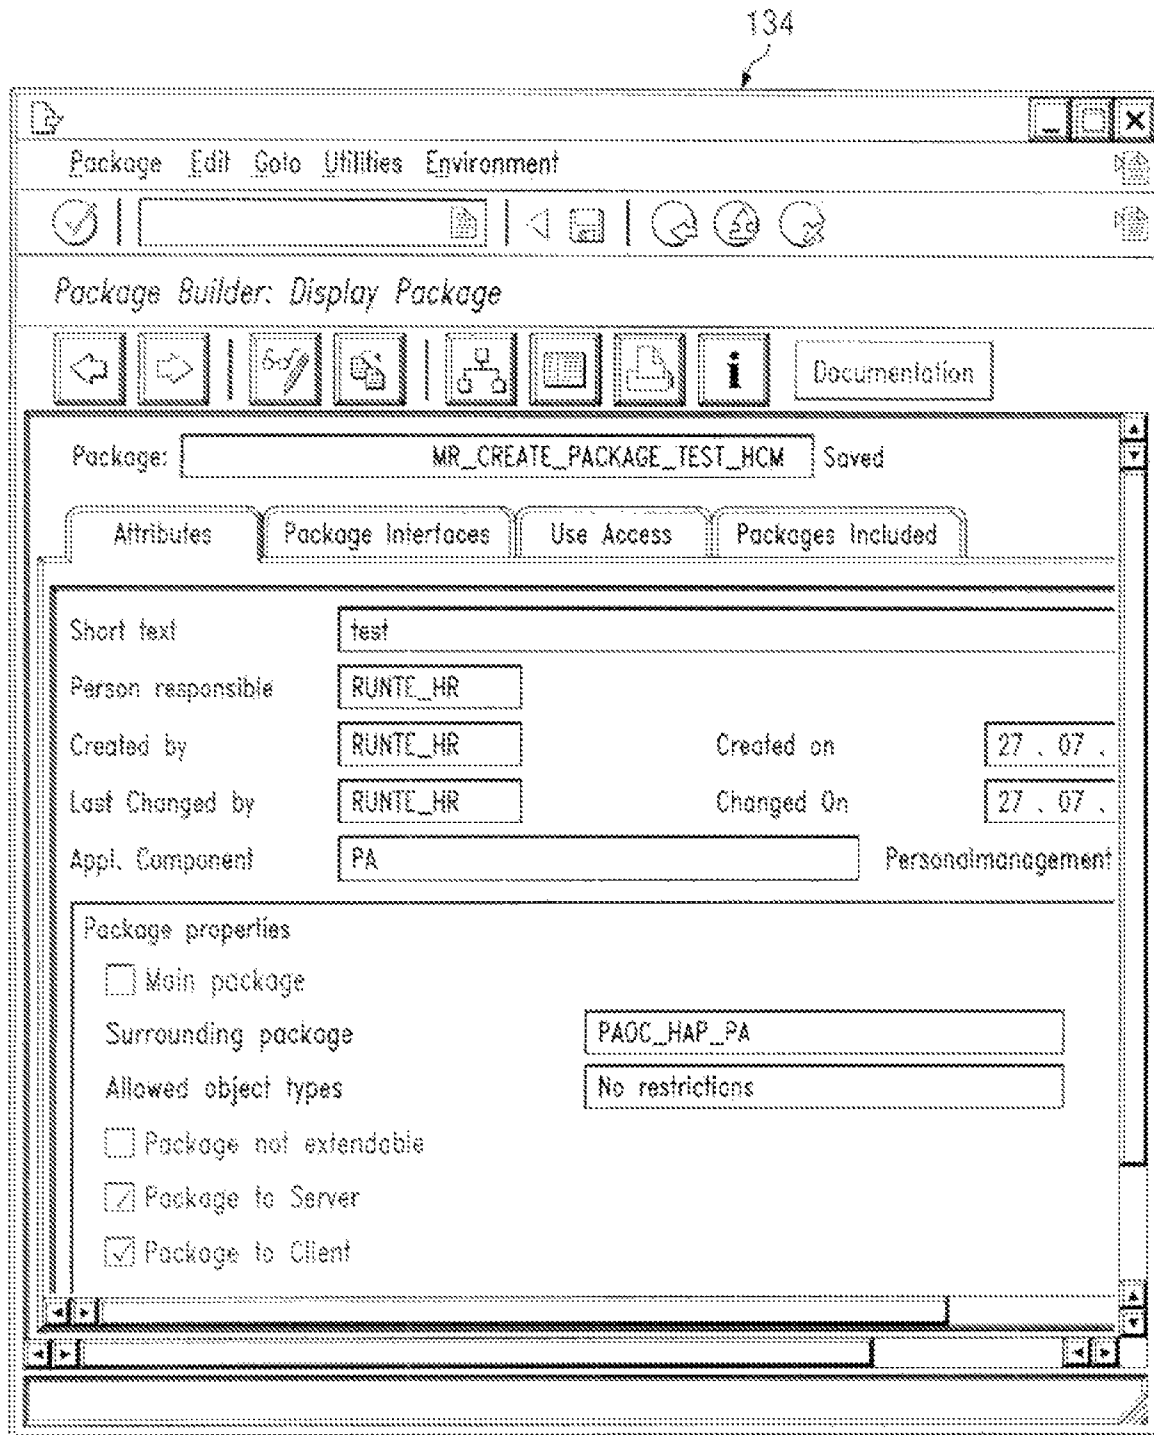 134
Package Edit Goto Utilities Environment
Package Builder: Display Package
i Documentation
Package: MR_CREATE_PACKAGE_TEST_HCM Saved
Attributes Package Interfaces Use Access Packages Included
Short text test
Person responsible RUNTE_HR
Created by RUNTE_HR Created on 27 . 07 .
Last Changed by RUNTE_HR Changed On 27 . 07 .
Appl. Component PA Personalmanagement
Package properties
Main package
Surrounding package PAOC_HAP_PA
Allowed object types No restrictions
Package not extendable
Package to Server
Package to Client